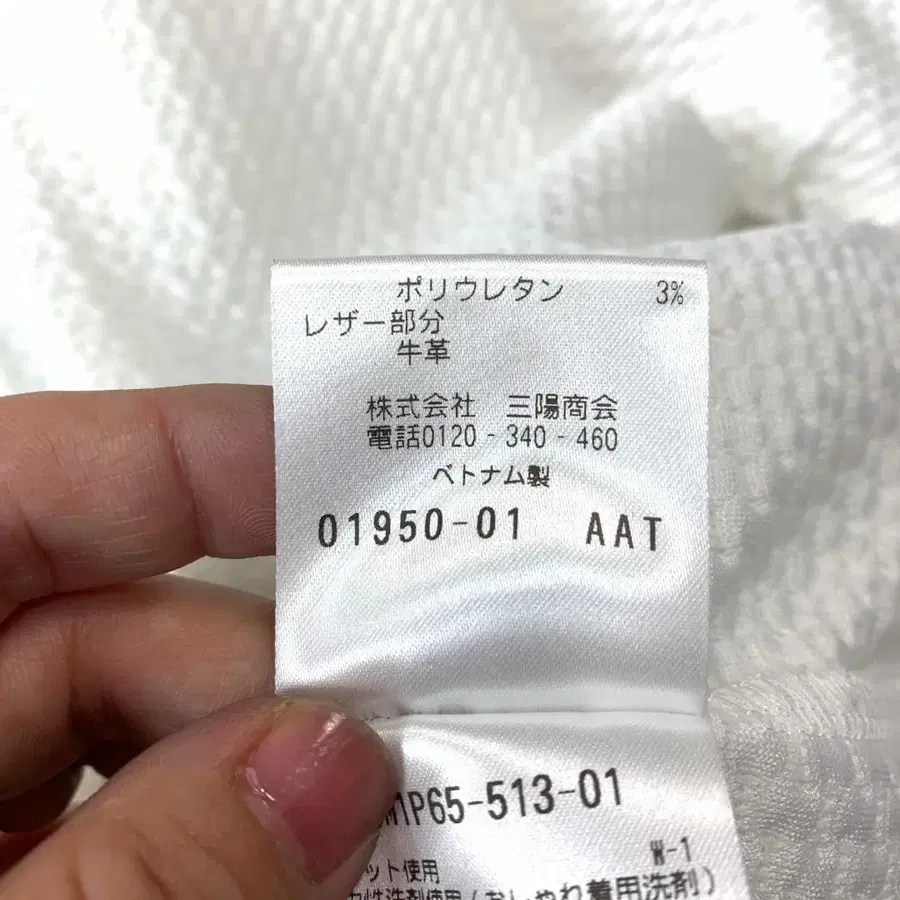 ポリウレタン 3%
レザー部分
牛革
株式会社 三陽商会
電話0120-340-460
ベトナム製
01950-01 AAT
M1P65-513-01
W-1
ット使用
性洗剤使用(おしゃれ着用洗剤)